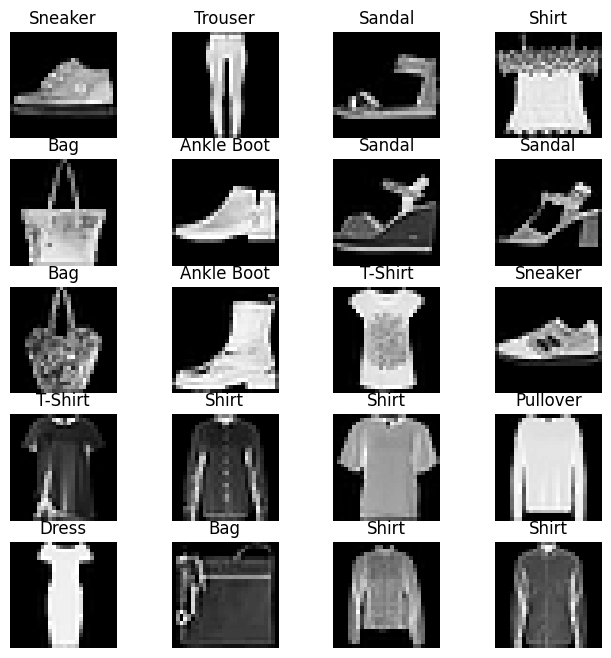 Sneaker Trouser Sandal Shirt
Bag Ankle Boot Sandal Sandal
Bag Ankle Boot T-Shirt Sneaker
T-Shirt Shirt Shirt Pullover
Dress Bag Shirt Shirt